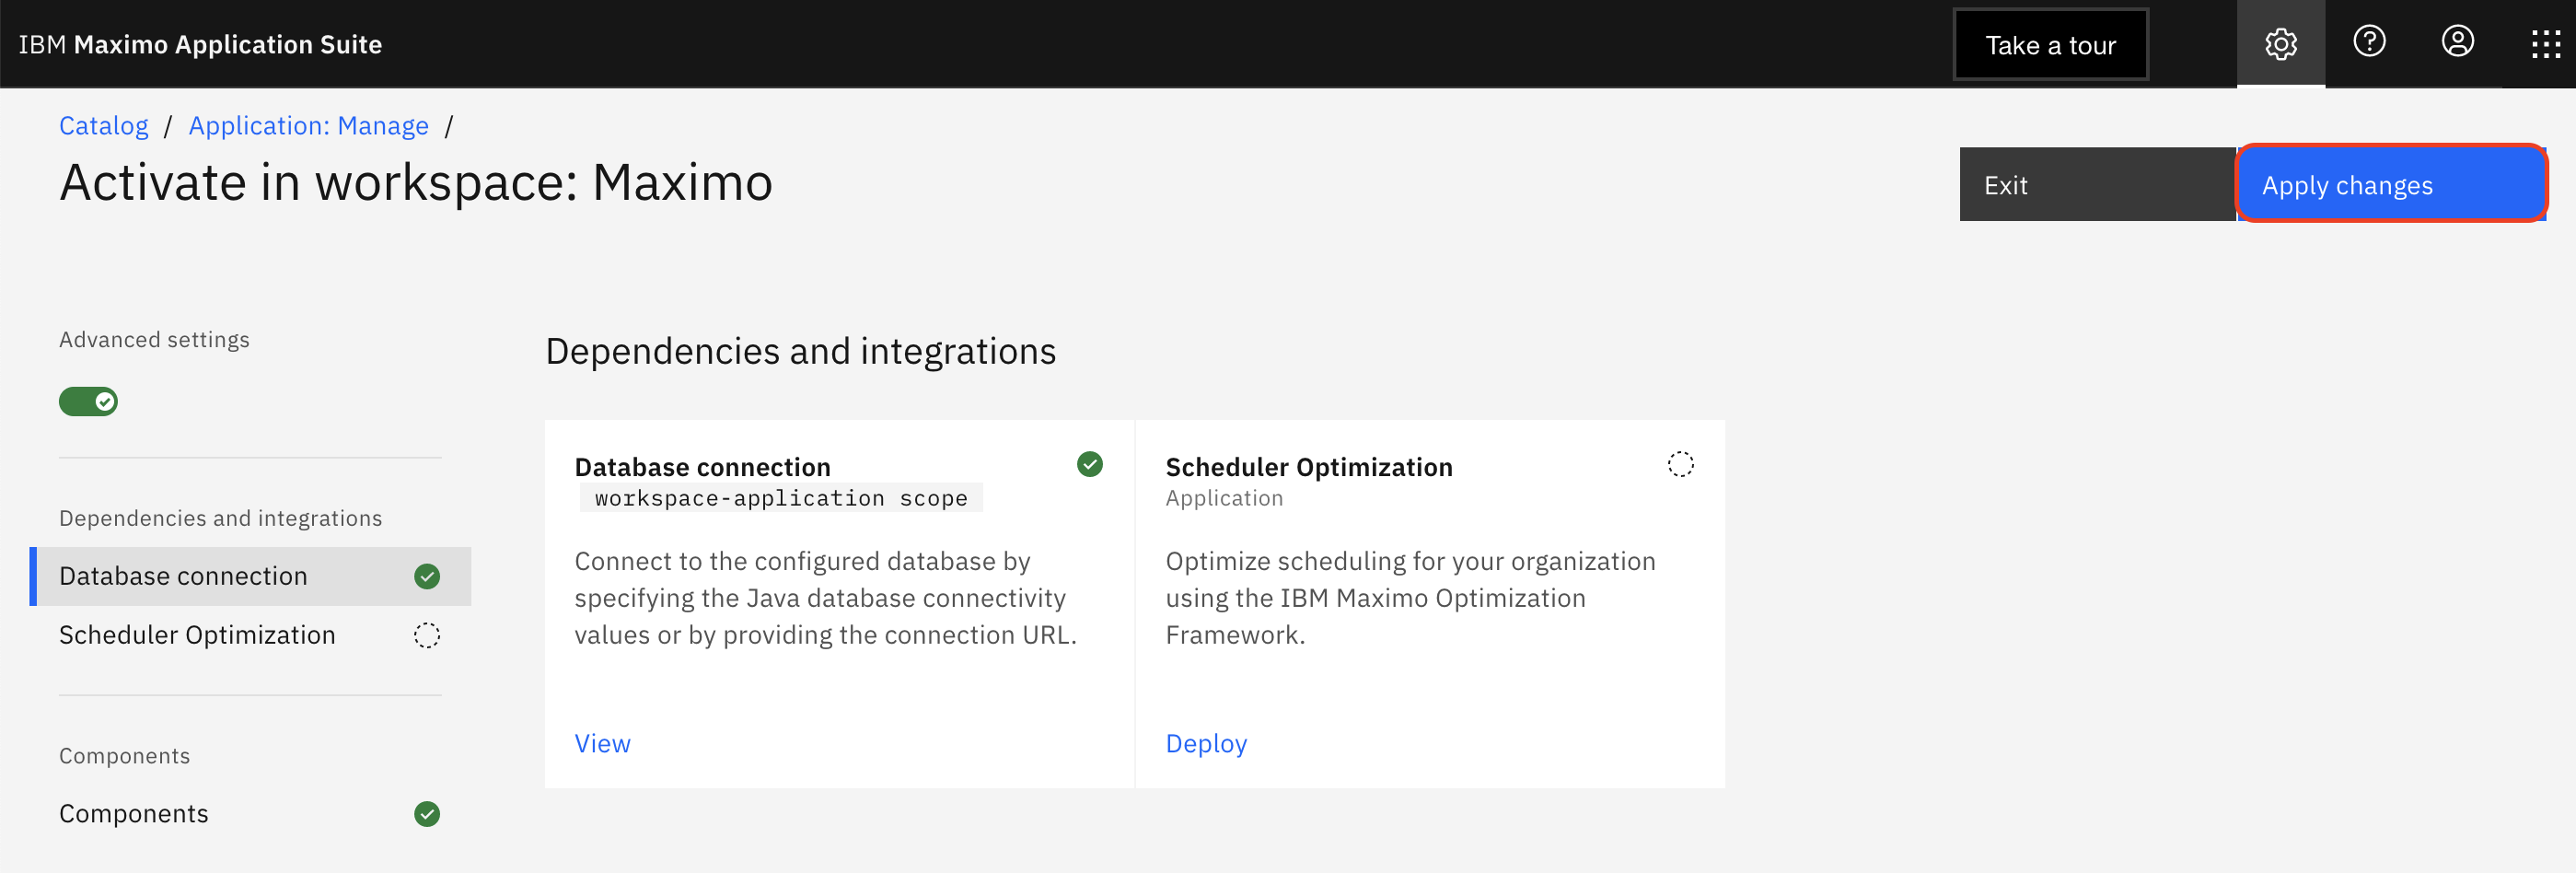 IBM Maximo Application Suite
Take a tour
Catalog / Application: Manage /
Activate in workspace: Maximo
Exit
Apply changes
Advanced settings
Dependencies and integrations
Database connection
Scheduler Optimization
Components
Components
Dependencies and integrations
Database connection
workspace-application scope
Connect to the configured database by
specifying the Java database connectivity
values or by providing the connection URL.
View
Scheduler Optimization
Application
Optimize scheduling for your organization
using the IBM Maximo Optimization
Framework.
Deploy